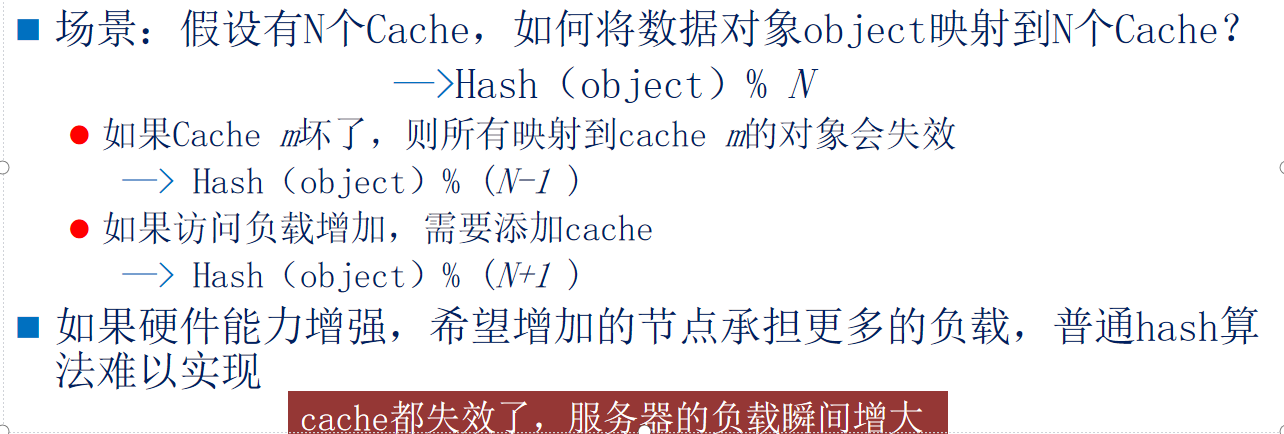 场景：假设有N个Cache，如何将数据对象object映射到N个Cache？
—>Hash（object）% N
如果Cache m坏了，则所有映射到cache m的对象会失效
—> Hash（object）% (N-1 )
如果访问负载增加，需要添加cache
—> Hash（object）% (N+1 )
如果硬件能力增强，希望增加的节点承担更多的负载，普通hash算
法难以实现
cache都失效了，服务器的负载瞬间增大